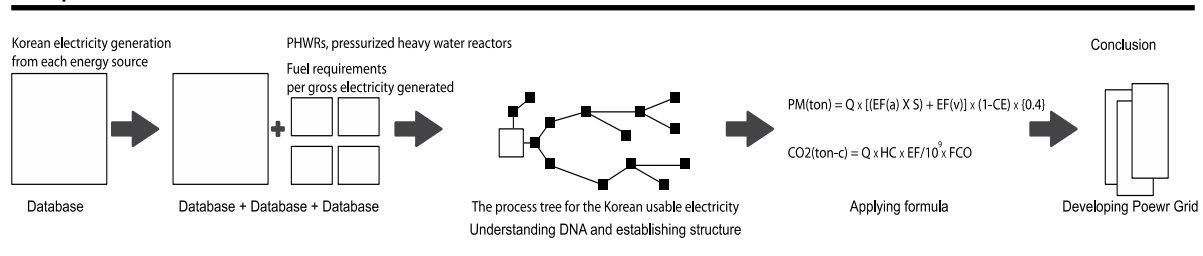 Korean electricity generation
from each energy source
Database
PHWRs, pressurized heavy water reactors
Fuel requirements
per gross electricity generated
+
Database + Database + Database
The process tree for the Korean usable electricity
Understanding DNA and establishing structure
PM(ton) = Q x [(EF(a) X S) + EF(v)] x (1-CE) x {0.4}
CO2(ton-c) = Q x HC x EF/10⁹x FCO
Applying formula
Conclusion
Developing Poewr Grid